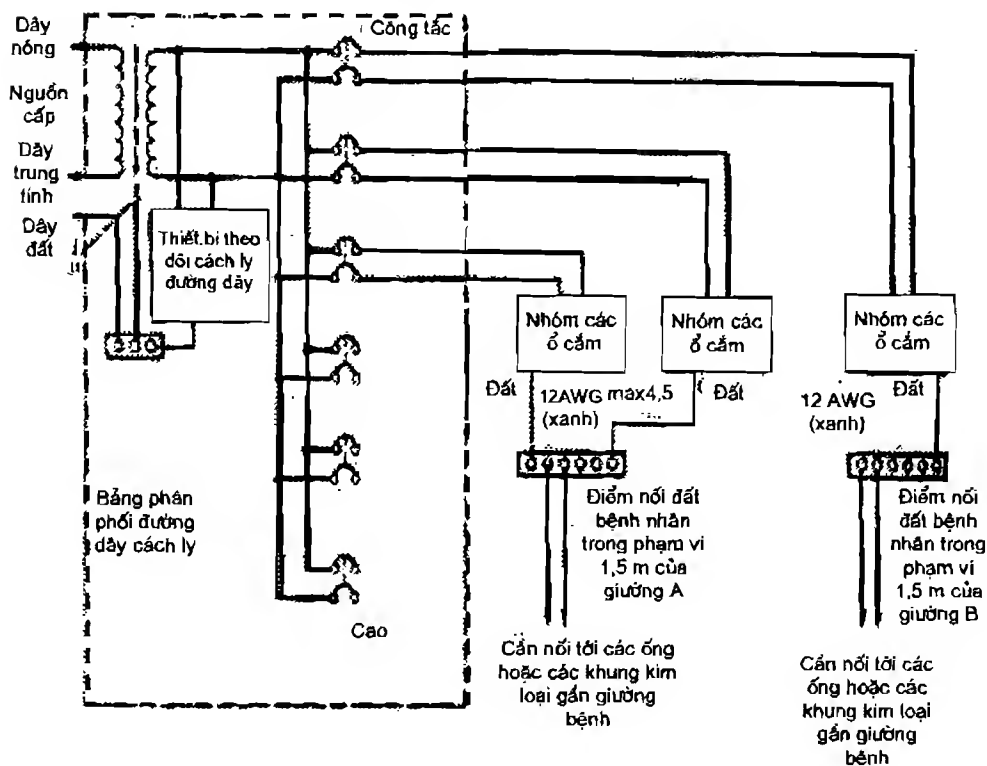 Dây
nóng
Nguồn
cấp
Dây
trung
tính
Dây
đất
Công tắc
Thiết bị theo
dõi cách ly
đường dây
Bảng phân
phối đường
dây cách ly
Cao
Nhóm các
ổ cắm
Nhóm các
ổ cắm
Nhóm các
ổ cắm
Đất
12AWG max4,5
(xanh)
Đất
12 AWG
(xanh)
Đất
Điểm nối đất
bệnh nhân
trong phạm vi
1,5 m của
giường A
Điểm nối
đất bệnh
nhân trong
phạm vi
1,5 m của
giường B
Cần nối tới các ống
hoặc các khung kim
loại gần giường
bệnh
Cần nối tới các
ống hoặc các
khung kim loại
gần giường
bệnh